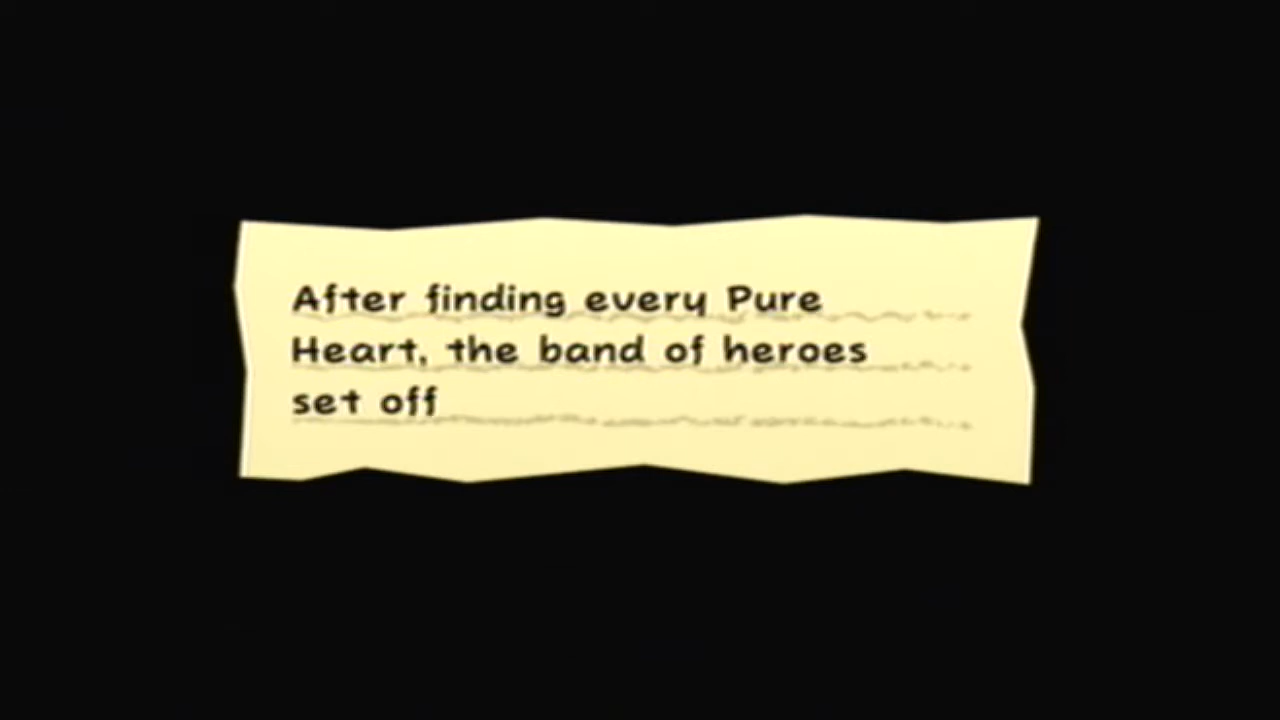 After finding every Pure
Heart, the band of heroes
set off